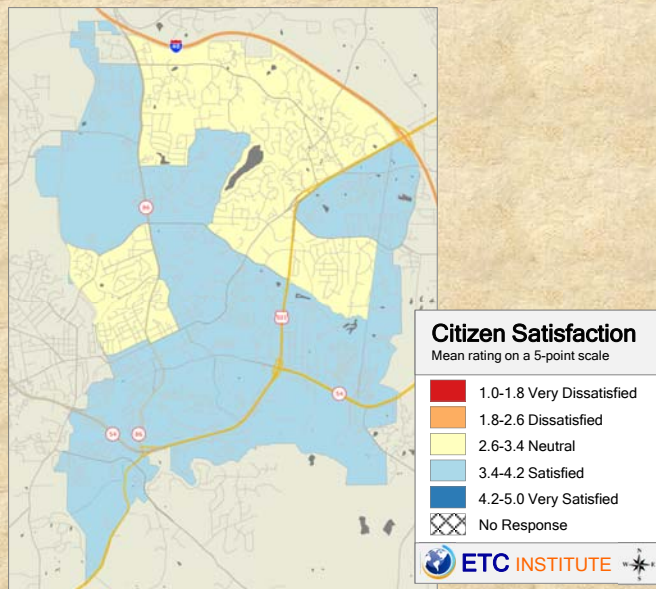 40
86
501
54
54
86
Citizen Satisfaction
Mean rating on a 5-point scale
1.0-1.8 Very Dissatisfied
1.8-2.6 Dissatisfied
2.6-3.4 Neutral
3.4-4.2 Satisfied
4.2-5.0 Very Satisfied
No Response
ETC INSTITUTE
N
W E
S